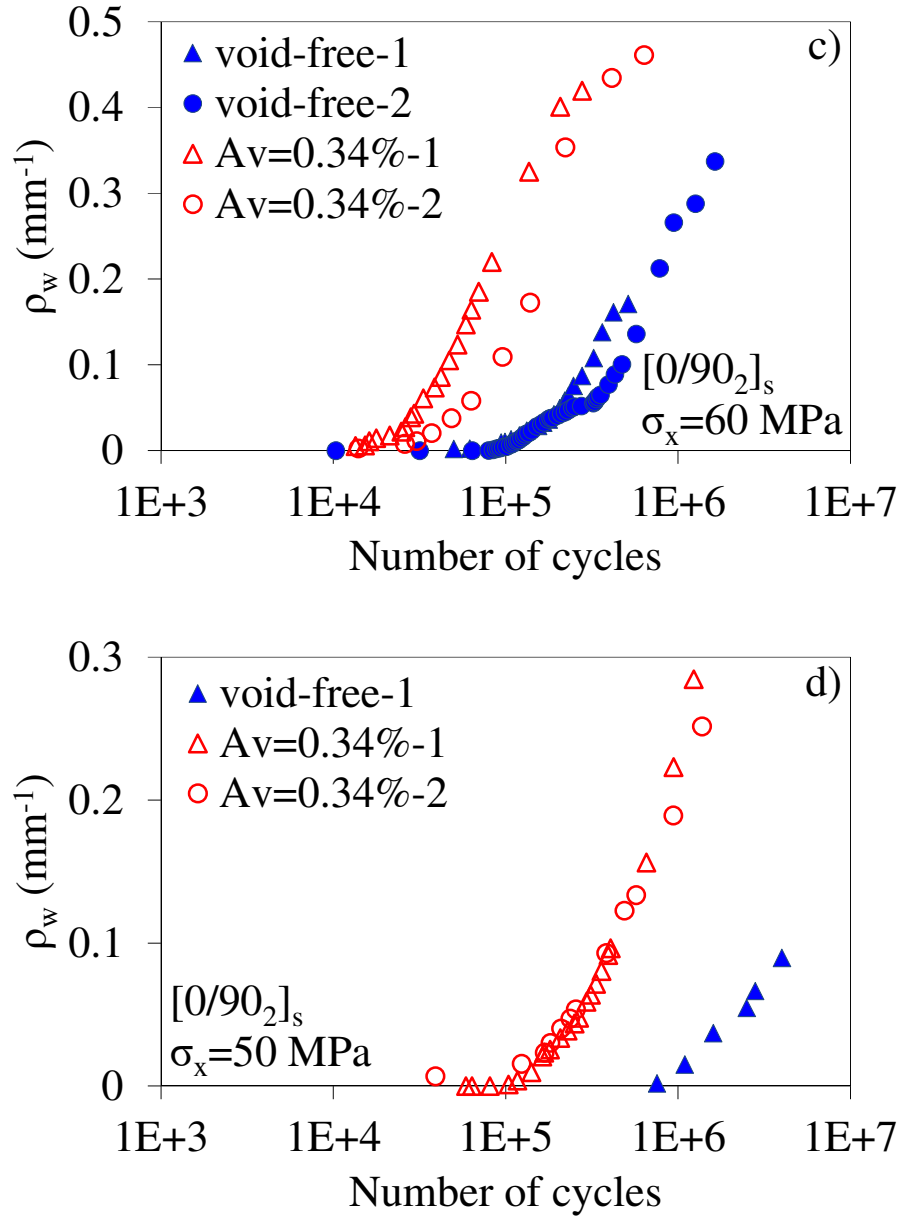 c)
0.5
0.4
0.3
0.2
0.1
0
ρw (mm-1)
void-free-1
void-free-2
Av=0.34%-1
Av=0.34%-2
[0/902]s
σx=60 MPa
1E+3 1E+4 1E+5 1E+6 1E+7
Number of cycles
d)
0.3
0.2
0.1
0
ρw (mm-1)
void-free-1
Av=0.34%-1
Av=0.34%-2
[0/902]s
σx=50 MPa
1E+3 1E+4 1E+5 1E+6 1E+7
Number of cycles